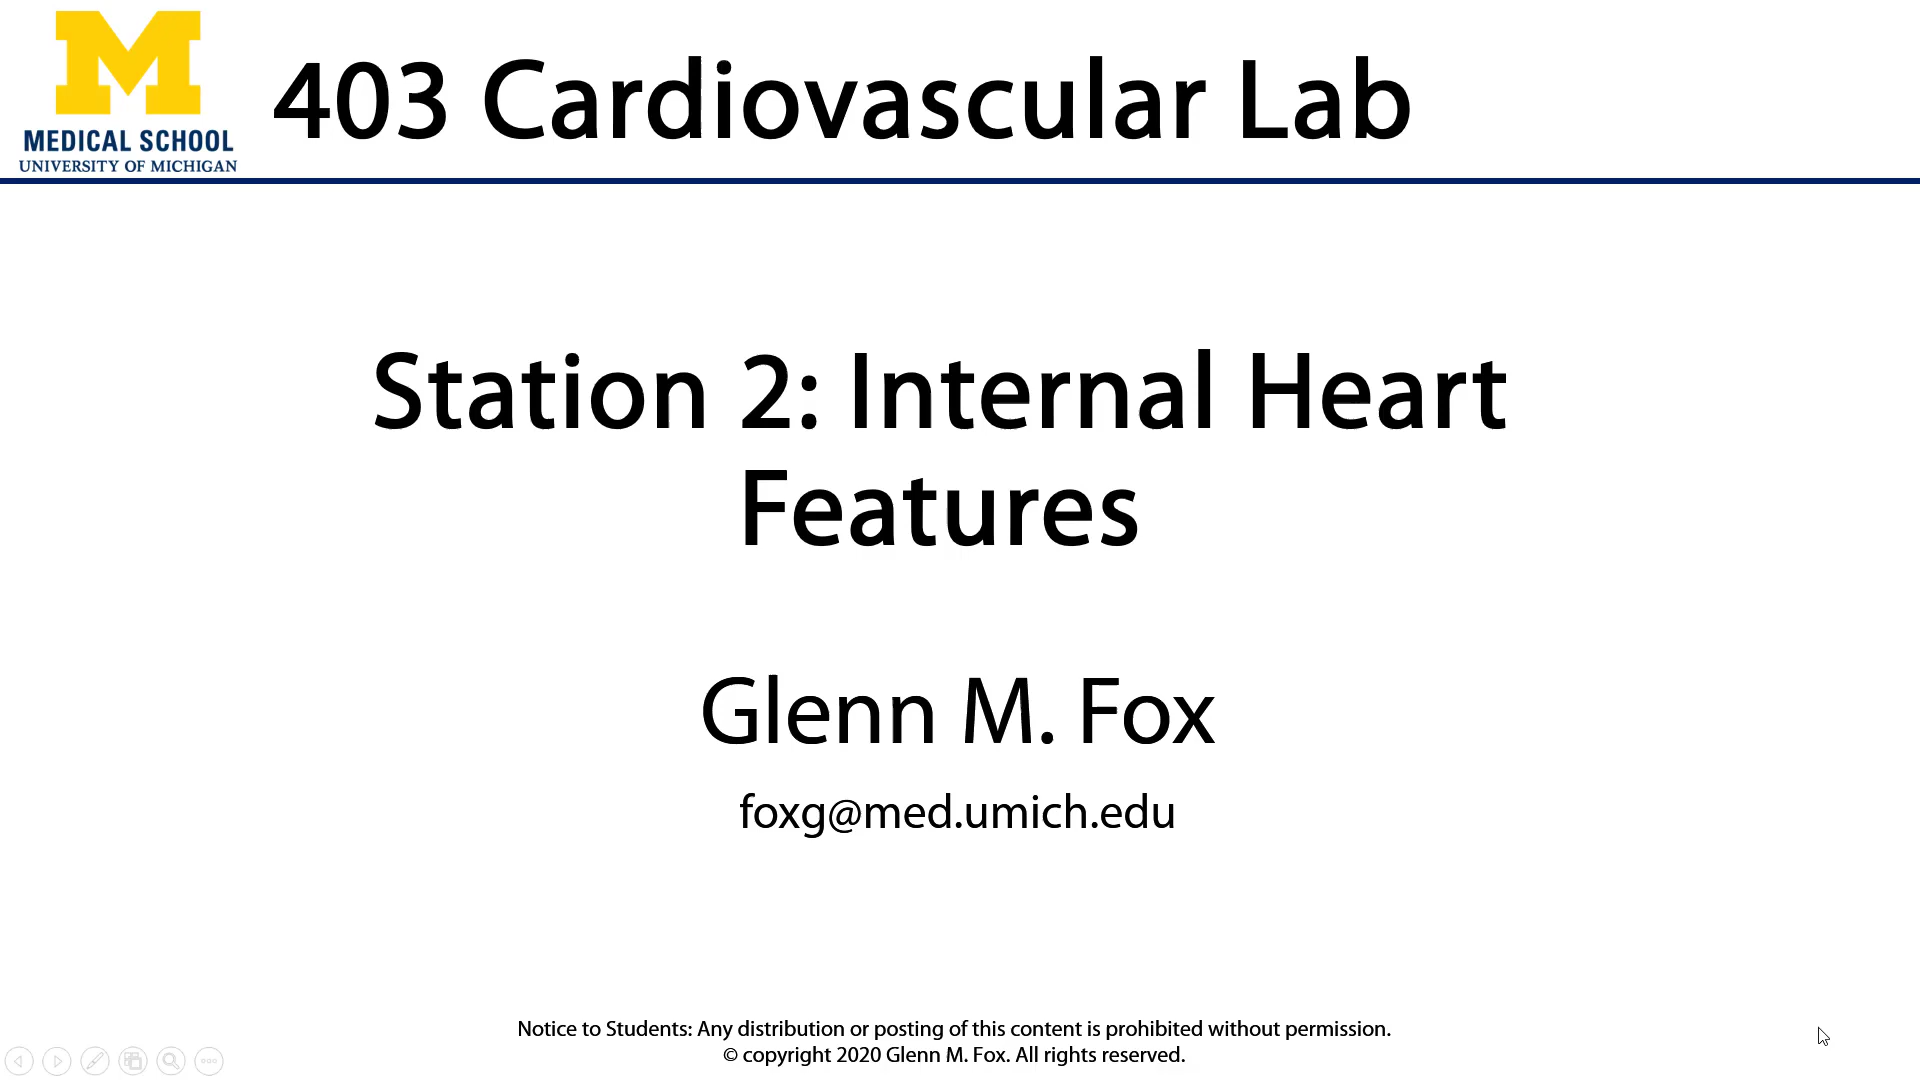 MEDICAL SCHOOL
UNIVERSITY OF MICHIGAN
403 Cardiovascular Lab
Station 2: Internal Heart
Features
Glenn M. Fox
foxg@med.umich.edu
Notice to Students: Any distribution or posting of this content is prohibited without permission.
© copyright 2020 Glenn M. Fox. All rights reserved.